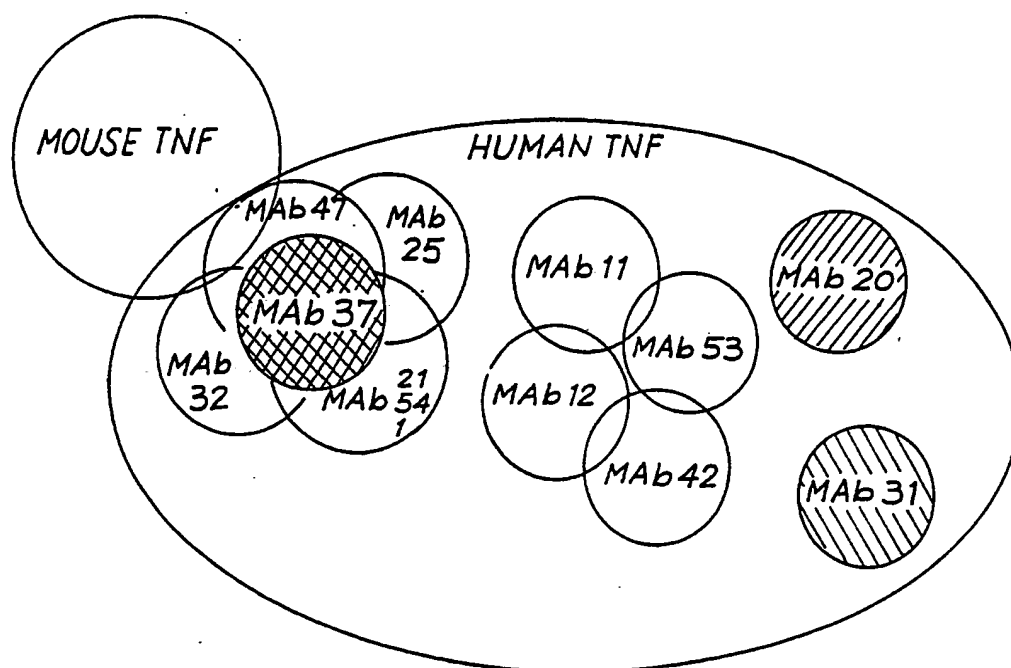 MOUSE TNF
HUMAN TNF
MAb 47
MAb
25
MAb 37
MAb
32
MAb 21
54
1
MAb 11
MAb 53
MAb 12
MAb 42
MAb 20
MAb 31